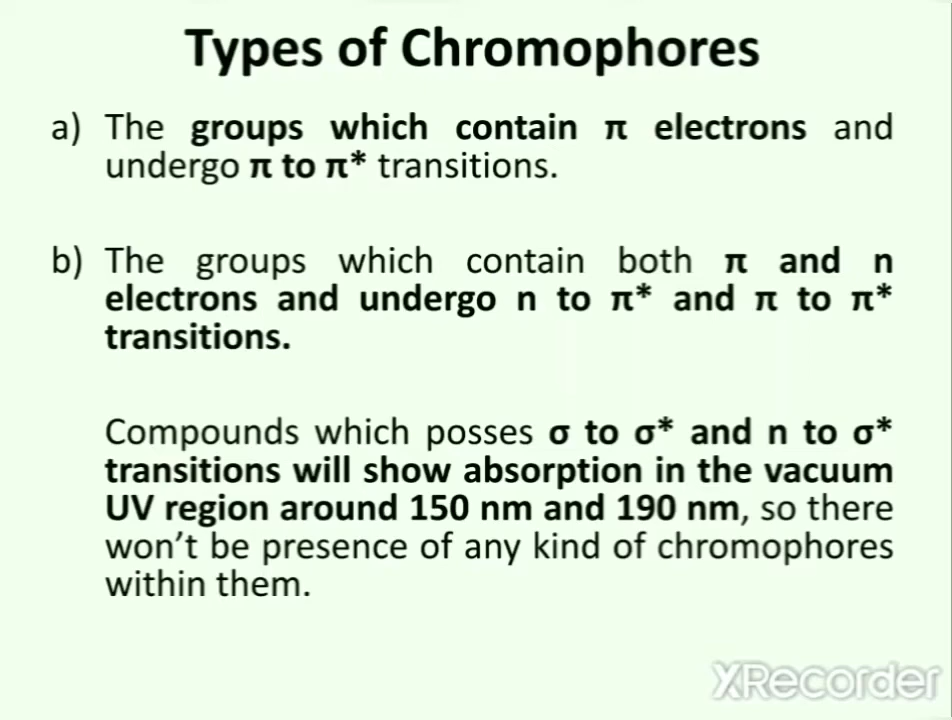 Types of Chromophores
a) The groups which contain π electrons and
undergo π to π* transitions.
b) The groups which contain both π and n
electrons and undergo n to π* and π to π*
transitions.
Compounds which posses σ to σ* and n to σ*
transitions will show absorption in the vacuum
UV region around 150 nm and 190 nm, so there
won't be presence of any kind of chromophores
within them.
XRecorder